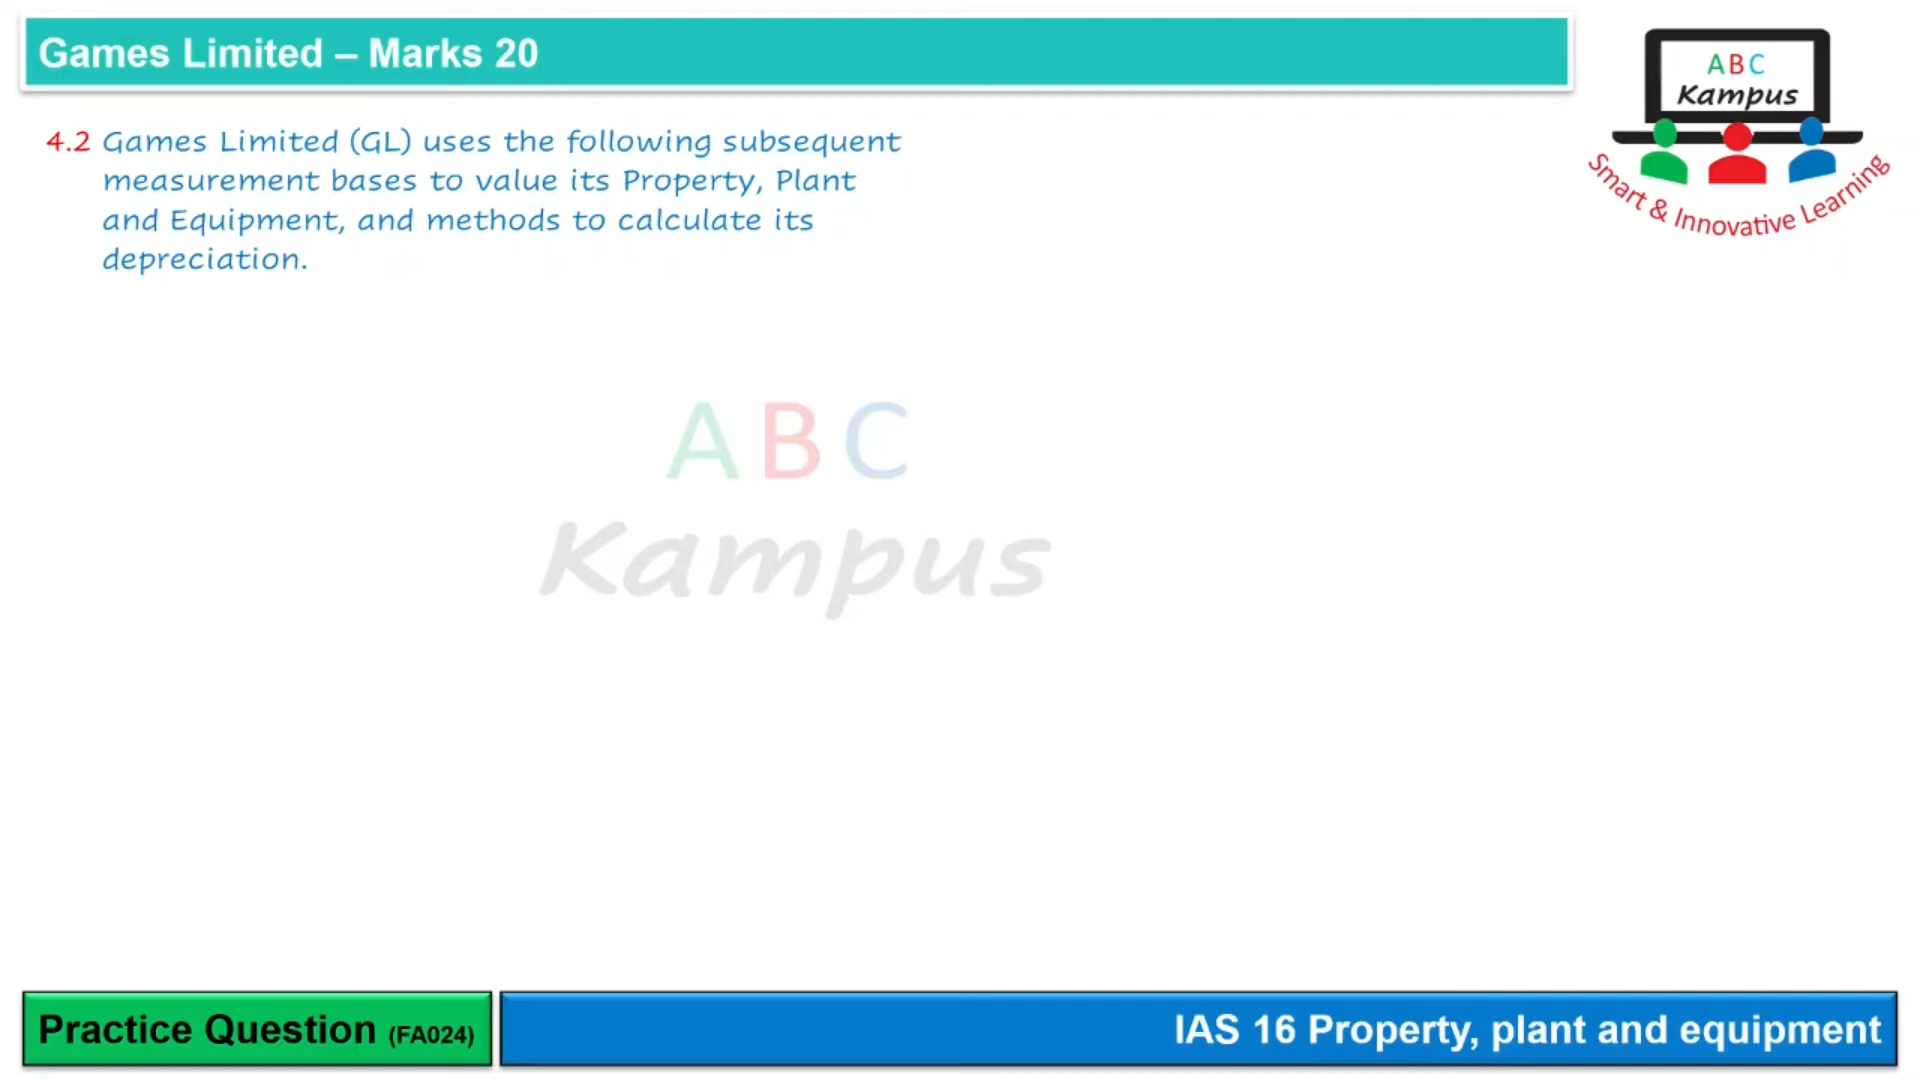 Games Limited – Marks 20
A B C
Kampus
Smart & Innovative Learning
4.2 Games Limited (GL) uses the following subsequent
measurement bases to value its Property, Plant
and Equipment, and methods to calculate its
depreciation.
A B C
Kampus
Practice Question (FA024)
IAS 16 Property, plant and equipment